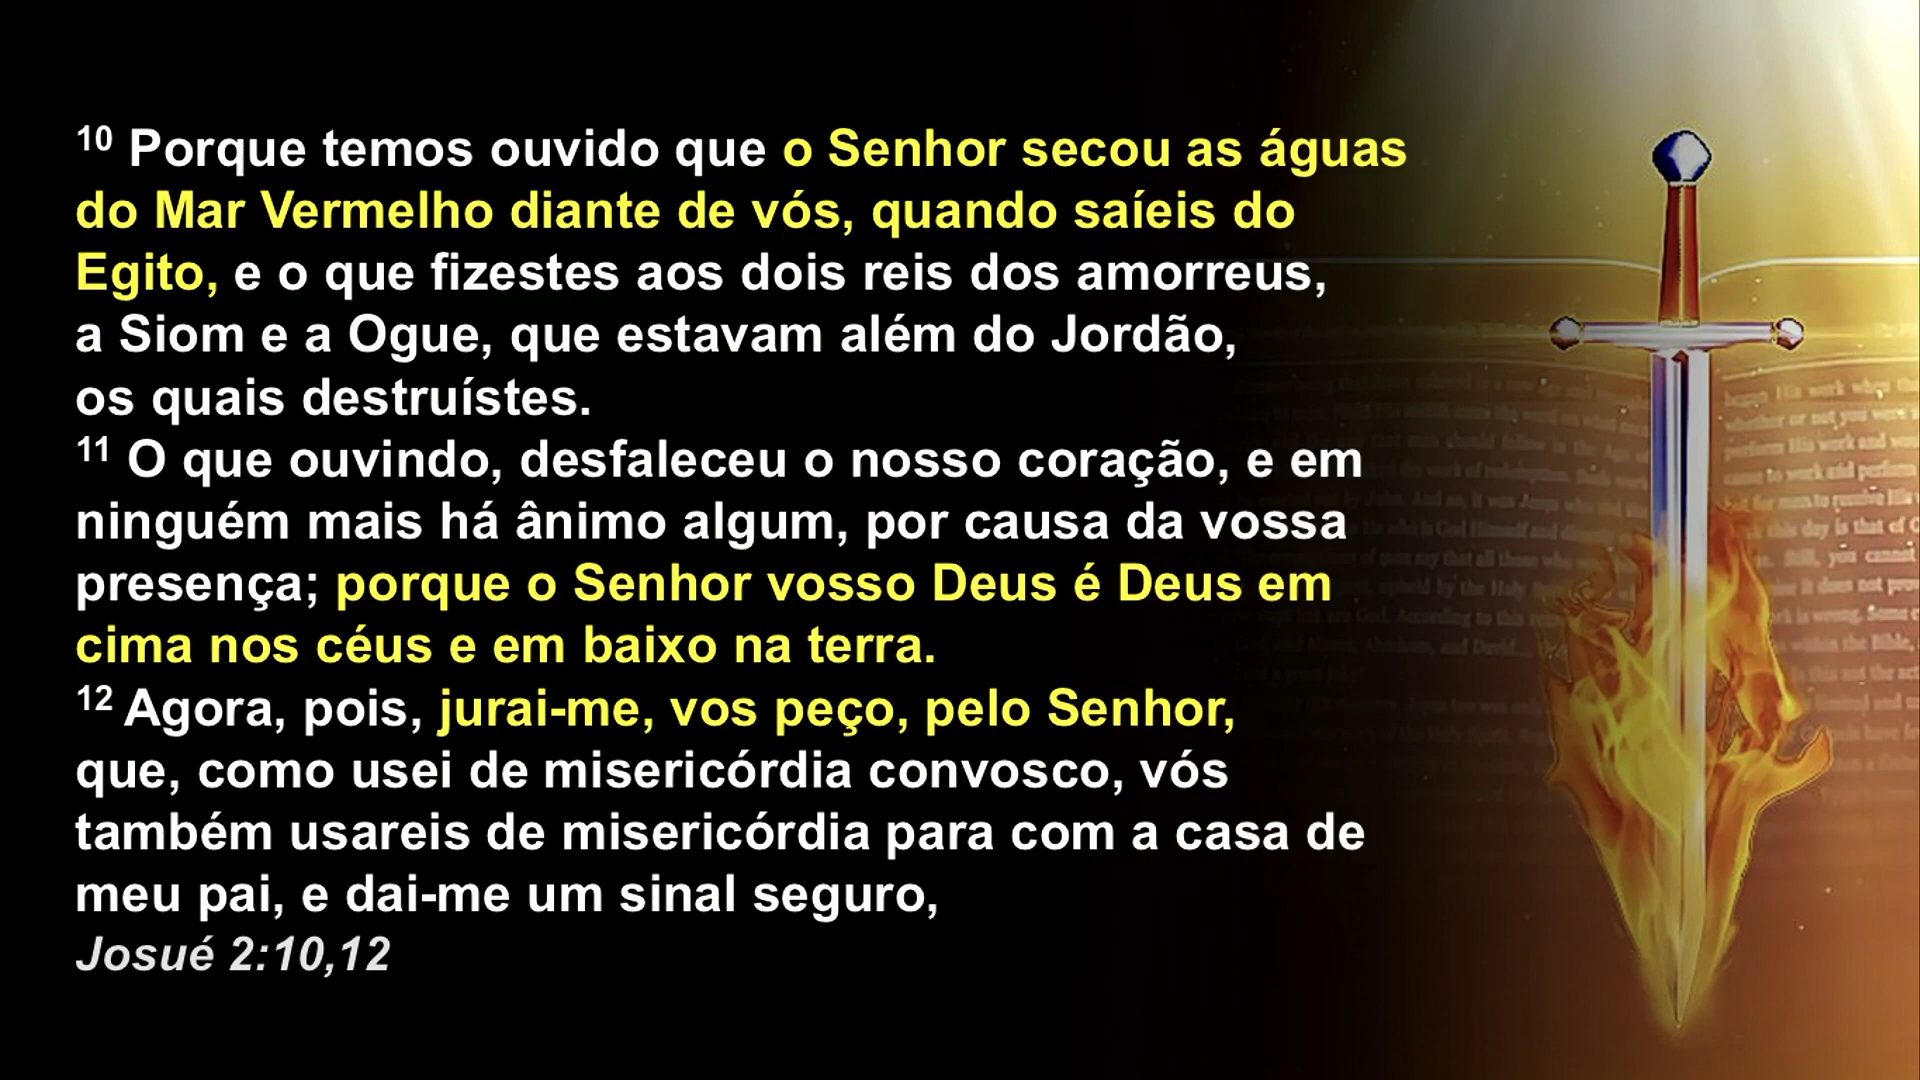 10 Porque temos ouvido que o Senhor secou as águas
do Mar Vermelho diante de vós, quando saíeis do
Egito, e o que fizestes aos dois reis dos amorreus,
a Siom e a Ogue, que estavam além do Jordão,
os quais destruístes.
11 O que ouvindo, desfaleceu o nosso coração, e em
ninguém mais há ânimo algum, por causa da vossa
presença; porque o Senhor vosso Deus é Deus em
cima nos céus e em baixo na terra.
12 Agora, pois, jurai-me, vos peço, pelo Senhor,
que, como usei de misericórdia convosco, vós
também usareis de misericórdia para com a casa de
meu pai, e dai-me um sinal seguro,
Josué 2:10,12